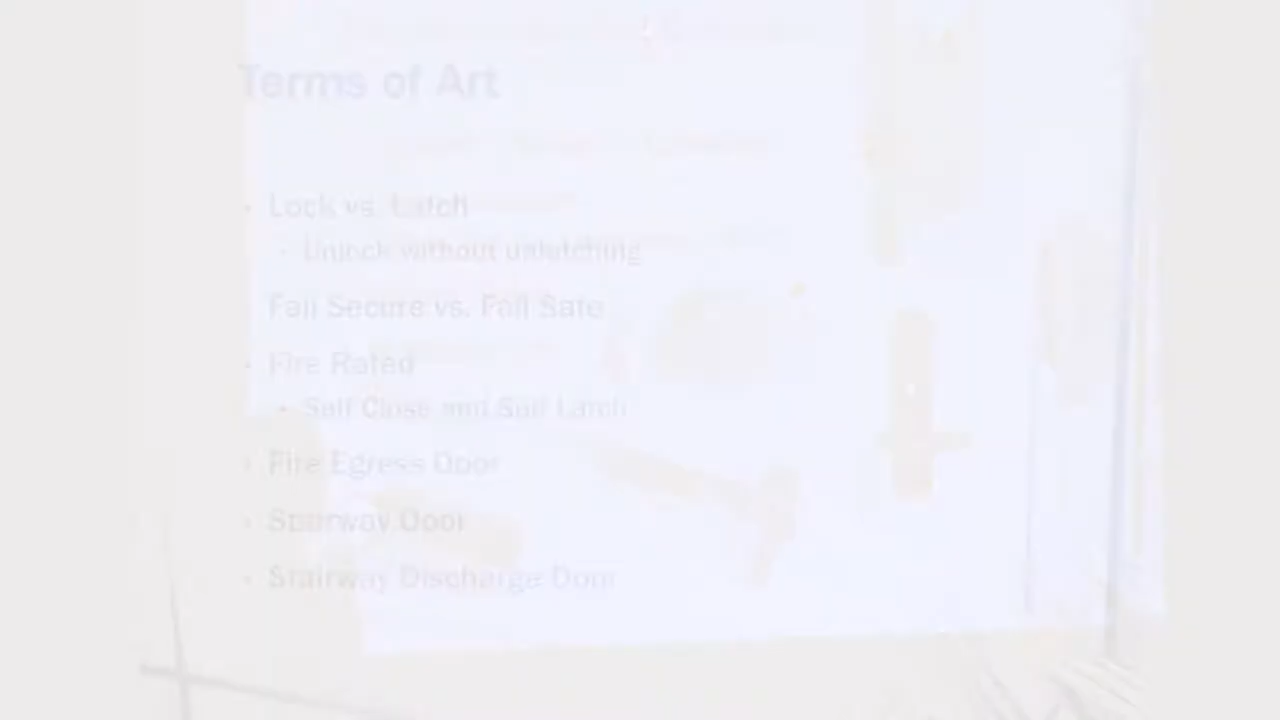 Terms of Art
• Lock vs. Latch
• Unlock without unlatching
Fail Secure vs. Fail Safe
• Fire Rated
• Self Close and Self Latch
• Fire Egress Door
• Stairway Door
• Stairway Discharge Door